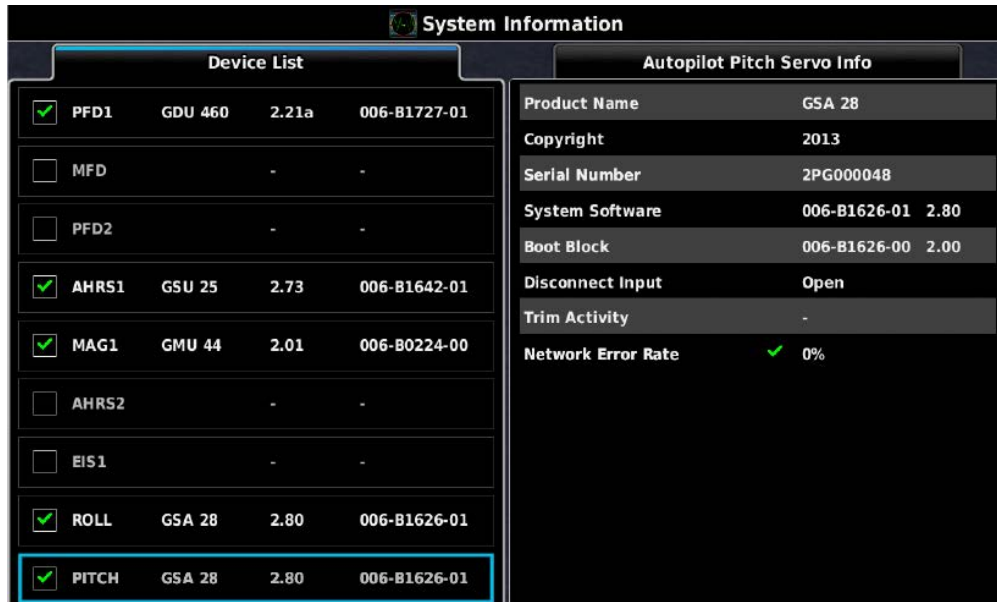 System Information
Device List
PFD1 GDU 460 2.21a 006-B1727-01
MFD - -
PFD2 - -
AHRS1 GSU 25 2.73 006-B1642-01
MAG1 GMU 44 2.01 006-B0224-00
AHRS2 - -
EIS1 - -
ROLL GSA 28 2.80 006-B1626-01
PITCH GSA 28 2.80 006-B1626-01
Autopilot Pitch Servo Info
Product Name GSA 28
Copyright 2013
Serial Number 2PG000048
System Software 006-B1626-01 2.80
Boot Block 006-B1626-00 2.00
Disconnect Input Open
Trim Activity -
Network Error Rate 0%